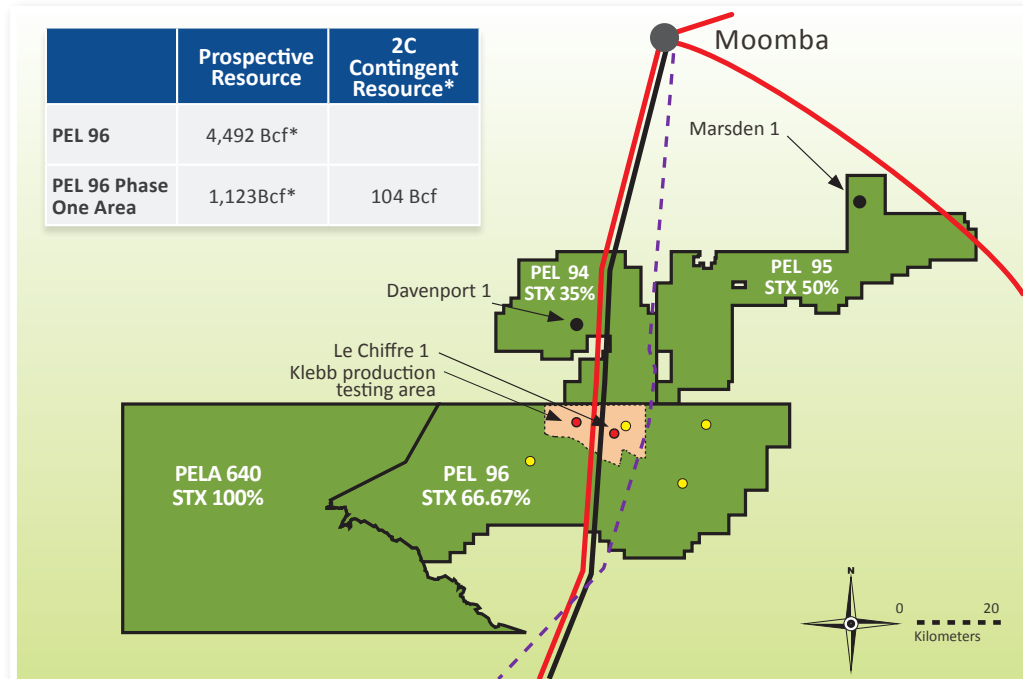 Prospective
Resource
2C
Contingent
Resource*
PEL 96
4,492 Bcf*
PEL 96 Phase
One Area
1,123Bcf*
104 Bcf
Moomba
Marsden 1
PEL 94
STX 35%
PEL 95
STX 50%
Davenport 1
Le Chiffre 1
Klebb production
testing area
PELA 640
STX 100%
PEL 96
STX 66.67%
N
0 20
Kilometers